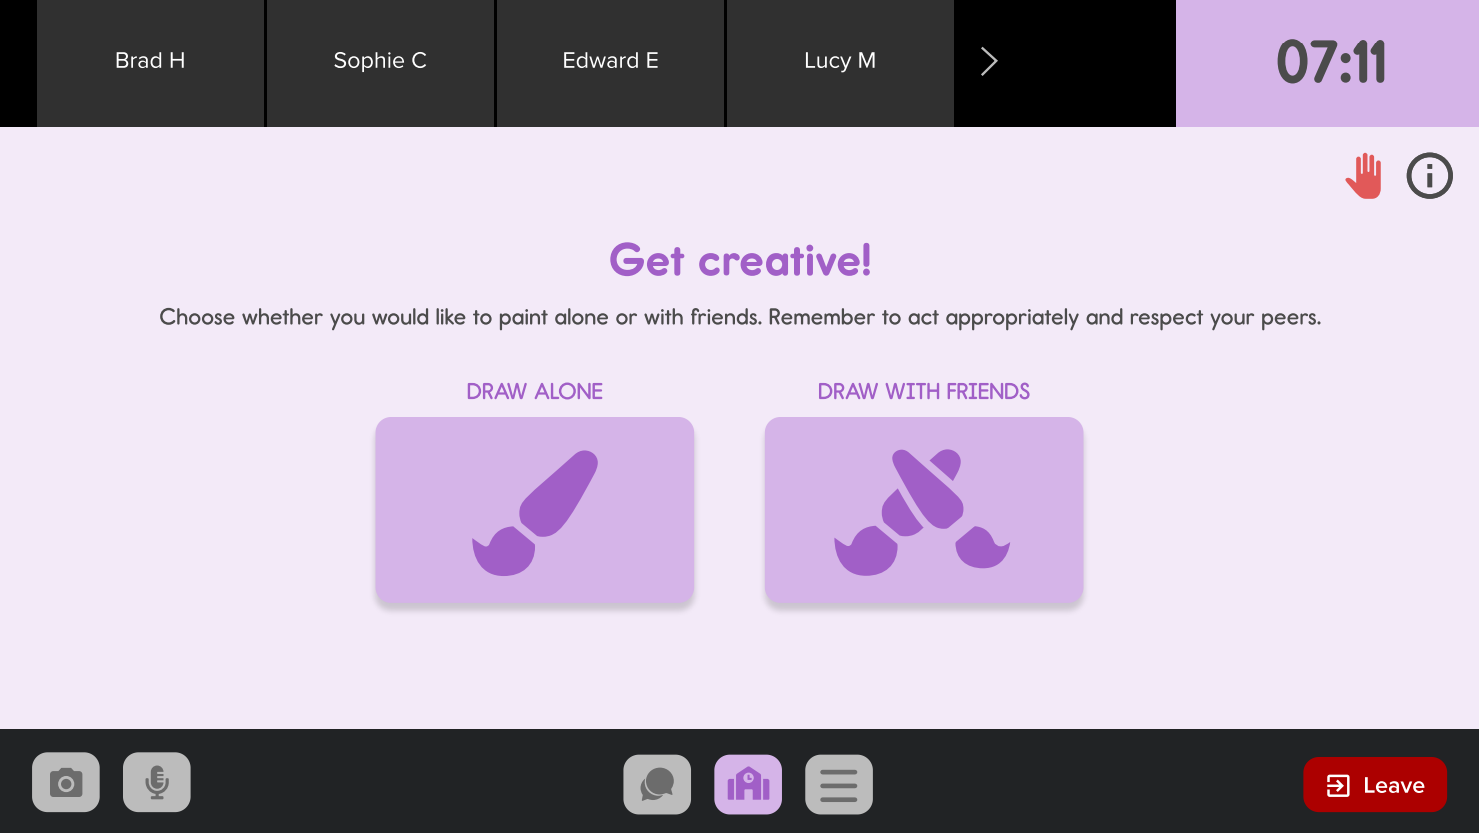 Brad H
Sophie C
Edward E
Lucy M
07:11
Get creative!
Choose whether you would like to paint alone or with friends. Remember to act appropriately and respect your peers.
DRAW ALONE
DRAW WITH FRIENDS
Leave